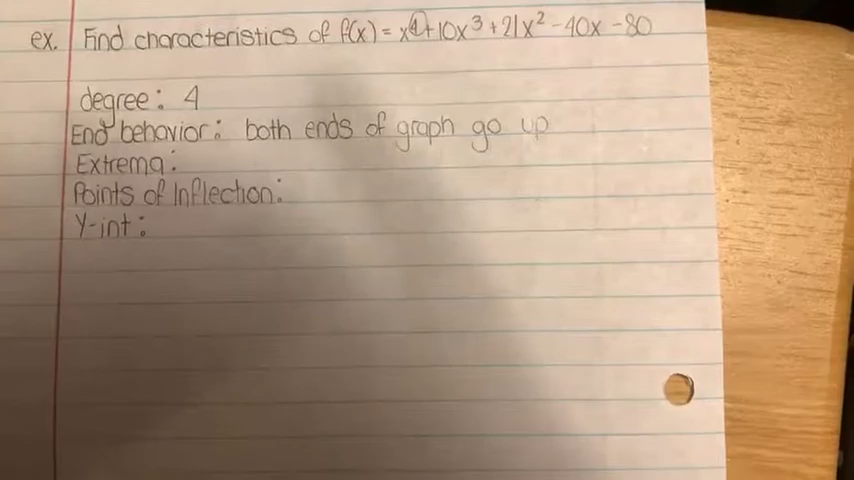 ex. Find characteristics of f(x) = x⁴+10x³+21x²-40x-80
degree: 4
End behavior: both ends of graph go up
Extrema:
Points of Inflection:
Y-int: